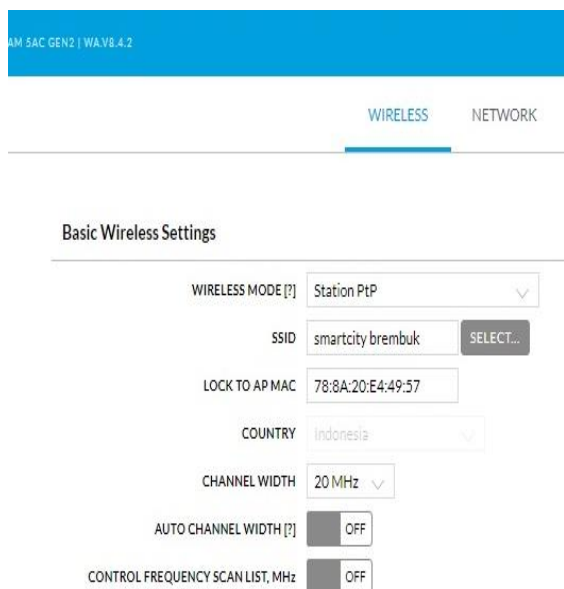 AM 5AC GEN2 | WA.V8.4.2
WIRELESS NETWORK
Basic Wireless Settings
WIRELESS MODE [?] Station PtP
SSID smartcity brembuk SELECT...
LOCK TO AP MAC 78:8A:20:E4:49:57
COUNTRY Indonesia
CHANNEL WIDTH 20 MHz
AUTO CHANNEL WIDTH [?] OFF
CONTROL FREQUENCY SCAN LIST, MHz OFF